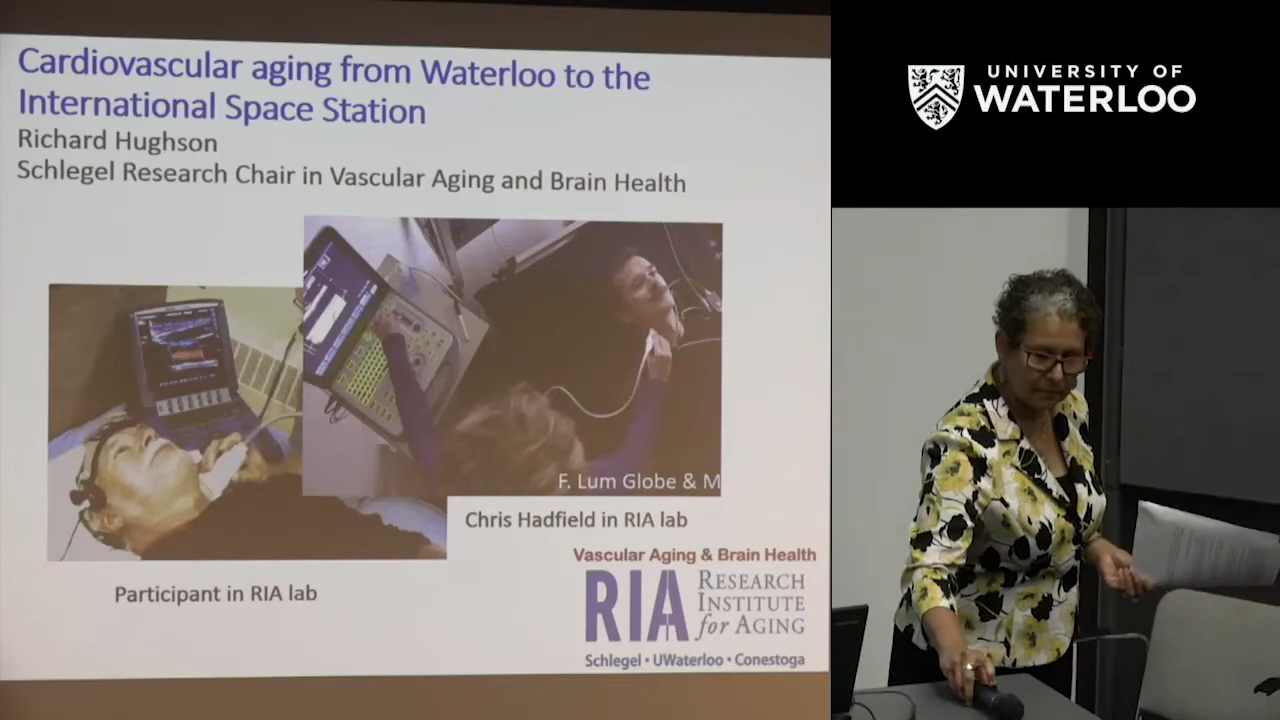 Cardiovascular aging from Waterloo to the
International Space Station
Richard Hughson
Schlegel Research Chair in Vascular Aging and Brain Health
F. Lum Globe & M
Chris Hadfield in RIA lab
Participant in RIA lab
Vascular Aging & Brain Health
RIA
RESEARCH
INSTITUTE
for AGING
Schlegel • UWaterloo • Conestoga
UNIVERSITY OF
WATERLOO